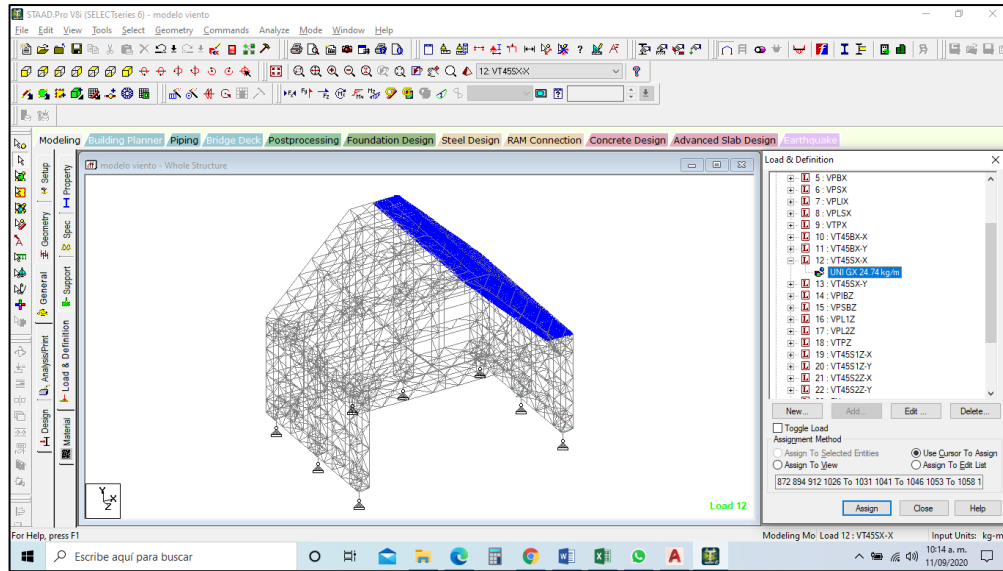 STAAD.Pro V8i (SELECTseries 6) - modelo viento
File Edit View Tools Select Geometry Commands Analyze Mode Window Help
12: VT45SX-X
Modeling Building Planner Piping Bridge Deck Postprocessing Foundation Design Steel Design RAM Connection Concrete Design Advanced Slab Design Earthquake
Setup
Geometry
General
Analysis/Print
Design
Property
Spec
Support
Load & Definition
Material
modelo viento - Whole Structure
Y
X
Z
Load 12
Load & Definition
5 : VPBX
6 : VPSX
7 : VPLIX
8 : VPLSX
9 : VTPX
10 : VT45BX-X
11 : VT45BX-Y
12 : VT45SX-X
UNI GX 24.74 kg/m
13 : VT45SX-Y
14 : VPIBZ
15 : VPSBZ
16 : VPL1Z
17 : VPL2Z
18 : VTPZ
19 : VT45S1Z-X
20 : VT45S1Z-Y
21 : VT45S2Z-X
22 : VT45S2Z-Y
New... Add... Edit ... Delete...
Toggle Load
Assignment Method
Assign To Selected Entities Use Cursor To Assign
Assign To View Assign To Edit List
872 894 912 1026 To 1031 1041 To 1046 1053 To 1058 1
Assign Close Help
For Help, press F1
Modeling Mo Load 12 : VT45SX-X Input Units: kg-m
Escribe aquí para buscar
10:14 a. m.
11/09/2020